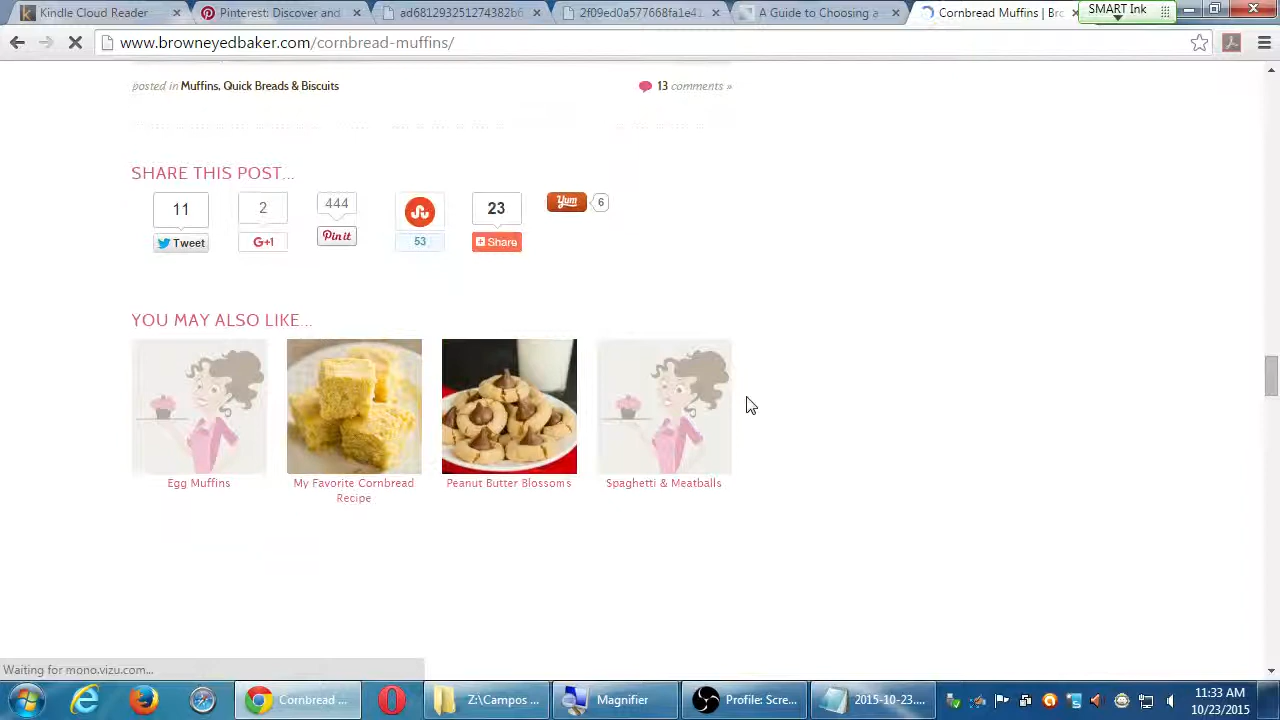 Kindle Cloud Reader
Pinterest: Discover and
ad681293251274382b6
2f09ed0a577668fa1e41
A Guide to Choosing a
Cornbread Muffins | Bro
SMART Ink
www.browneyedbaker.com/cornbread-muffins/
posted in Muffins, Quick Breads & Biscuits
13 comments »
SHARE THIS POST...
11
2
444
23
Yum
6
Tweet
G+1
Pin it
53
Share
YOU MAY ALSO LIKE...
Egg Muffins
My Favorite Cornbread
Recipe
Peanut Butter Blossoms
Spaghetti & Meatballs
Waiting for mono.vizu.com...
Cornbread ...
Z:\Campos ...
Magnifier
Profile: Scre...
2015-10-23....
11:33 AM
10/23/2015